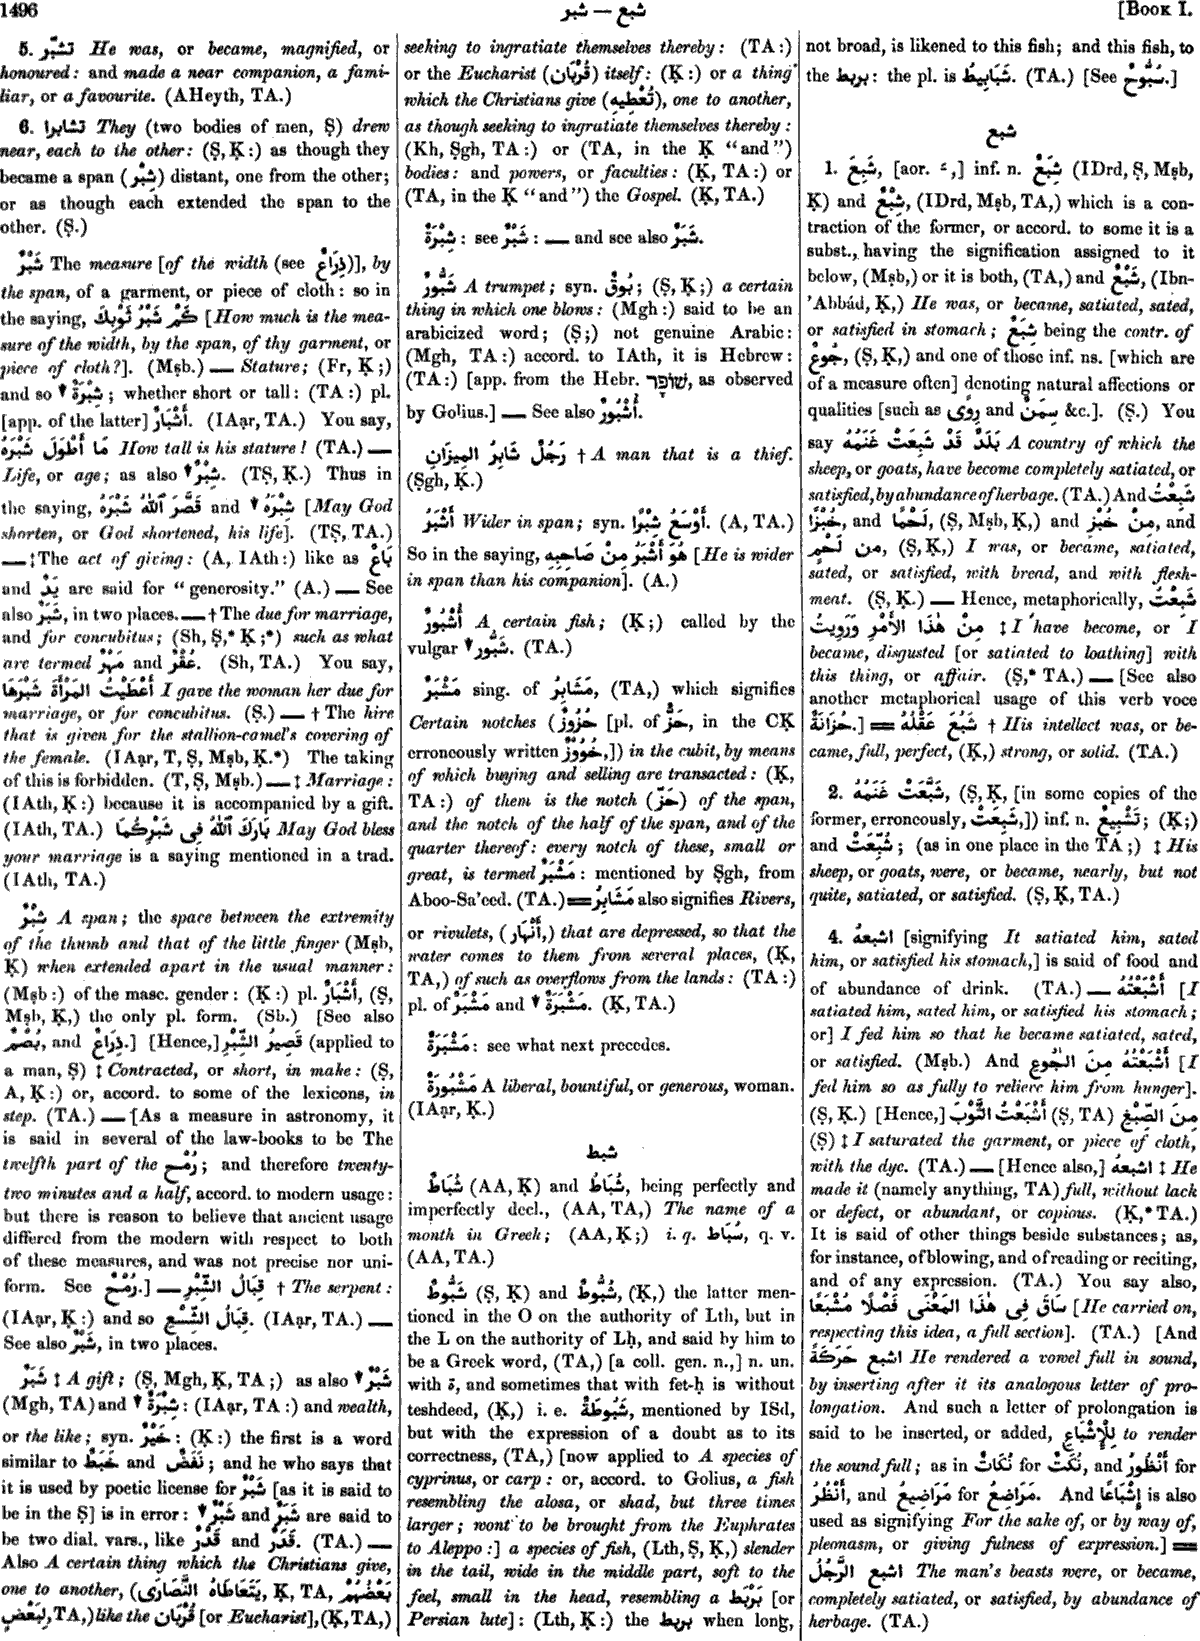 1496
شبر — شبع
[BOOK I.
5. تشبّر He was, or became, magnified, or
honoured: and made a near companion, a fami-
liar, or a favourite. (AHeyth, TA.)
6. تشابرا They (two bodies of men, Ṣ) drew
near, each to the other: (Ṣ, Ḳ:) as though they
became a span (شِبْر) distant, one from the other;
or as though each extended the span to the
other. (Ṣ.)
شَبْرٌ The measure [of the width (see ذِرَاعٌ)], by
the span, of a garment, or piece of cloth: so in
the saying, كَمْ شَبْرُ ثَوْبِكَ [How much is the mea-
sure of the width, by the span, of thy garment, or
piece of cloth?]. (Mṣb.) — Stature; (Fr, Ḳ;)
and so ▼ شَبْرَةٌ; whether short or tall: (TA:) pl.
[app. of the latter] أَشْبَارٌ. (IAạr, TA.) You say,
مَا أَطْوَلَ شَبْرَهُ How tall is his stature! (TA.) —
Life, or age; as also ▼ شِبْرٌ. (TṢ, Ḳ.) Thus in
the saying, قَصَّرَ ٱللّٰهُ شَبْرَهُ and ▼ شِبْرَهُ [May God
shorten, or God shortened, his life]. (TṢ, TA.)
— ‡ The act of giving: (A, IAth:) like as بَاعٌ
and يَدٌ are said for “generosity.” (A.) — See
also شَبَرٌ, in two places. — † The due for marriage,
and for concubitus; (Sh, Ṣ,* Ḳ;*) such as what
are termed مَهْرٌ and عُقْرٌ. (Sh, TA.) You say,
أَعْطَيْتُ المَرْأَةَ شَبْرَهَا I gave the woman her due for
marriage, or for concubitus. (Ṣ.) — † The hire
that is given for the stallion-camel's covering of
the female. (IAạr, T, Ṣ, Mṣb, Ḳ.*) The taking
of this is forbidden. (T, Ṣ, Mṣb.) — ‡ Marriage:
(IAth, Ḳ:) because it is accompanied by a gift.
(IAth, TA.) بَارَكَ ٱللّٰهُ فِى شَبْرِكُمَا May God bless
your marriage is a saying mentioned in a trad.
(IAth, TA.)
شِبْرٌ A span; the space between the extremity
of the thumb and that of the little finger (Mṣb,
Ḳ) when extended apart in the usual manner:
(Mṣb:) of the masc. gender: (Ḳ:) pl. أَشْبَارٌ, (Ṣ,
Mṣb, Ḳ,) the only pl. form. (Sb.) [See also
بُصْمٌ, and ذِرَاعٌ.] [Hence,] قَصِيرُ الشِّبْرِ (applied to
a man, Ṣ) ‡ Contracted, or short, in make: (Ṣ,
A, Ḳ:) or, accord. to some of the lexicons, in
step. (TA.) — [As a measure in astronomy, it
is said in several of the law-books to be The
twelfth part of the رُمْح; and therefore twenty-
two minutes and a half, accord. to modern usage:
but there is reason to believe that ancient usage
differed from the modern with respect to both
of these measures, and was not precise nor uni-
form. See رُمْحٌ.] — قِبَالُ الشِّبْرِ † The serpent:
(IAạr, Ḳ:) and so قِبَالُ الشِّسْعِ. (IAạr, TA.) —
See also شَبْرٌ, in two places.
شَبَرٌ ‡ A gift; (Ṣ, Mgh, Ḳ, TA;) as also ▼ شَبْرٌ
(Mgh, TA) and ▼ شَبْرَةٌ: (IAạr, TA:) and wealth,
or the like; syn. خَيْرٌ: (Ḳ:) the first is a word
similar to خَبَطٌ and نَفَضٌ; and he who says that
it is used by poetic license for شَبْرٌ [as it is said to
be in the Ṣ] is in error: ▼ شَبْرٌ and شَبَرٌ are said to
be two dial. vars., like قَدْرٌ and قَدَرٌ. (TA.) —
Also A certain thing which the Christians give,
one to another, (يَتَعَاطَاهُ النَّصَارَى, Ḳ, TA, بَعْضُهُمْ
لِبَعْضٍ, TA,) like the قُرْبَان [or Eucharist], (Ḳ, TA,)
seeking to ingratiate themselves thereby: (TA:)
or the Eucharist (قُرْبَان) itself: (Ḳ:) or a thing
which the Christians give (تُعْطِيهِ), one to another,
as though seeking to ingratiate themselves thereby:
(Kh, Ṣgh, TA:) or (TA, in the Ḳ “and”)
bodies: and powers, or faculties: (Ḳ, TA:) or
(TA, in the Ḳ “and”) the Gospel. (Ḳ, TA.)
شَبْرَةٌ: see شَبْرٌ: — and see also شَبَرٌ.
شَبُّورٌ A trumpet; syn. بُوقٌ; (Ṣ, Ḳ;) a certain
thing in which one blows: (Mgh:) said to be an
arabicized word; (Ṣ;) not genuine Arabic:
(Mgh, TA:) accord. to IAth, it is Hebrew:
(TA:) [app. from the Hebr. שׁוֹפָר, as observed
by Golius.] — See also أُشْبُورٌ.
رَجُلٌ شَابِرُ المِيزَانِ † A man that is a thief.
(Ṣgh, Ḳ.)
أَشْبَرُ Wider in span; syn. أَوْسَعُ شِبْرًا. (A, TA.)
So in the saying, هُوَ أَشْبَرُ مِنْ صَاحِبِهِ [He is wider
in span than his companion]. (A.)
أُشْبُورٌ A certain fish; (Ḳ;) called by the
vulgar ▼ شَبُّور. (TA.)
مَشْبَرٌ sing. of مَشَابِرُ, (TA,) which signifies
Certain notches (حُزُوزٌ [pl. of حَزٌّ, in the CḲ
erroneously written خُرُوزٌ,]) in the cubit, by means
of which buying and selling are transacted: (Ḳ,
TA:) of them is the notch (حَزّ) of the span,
and the notch of the half of the span, and of the
quarter thereof: every notch of these, small or
great, is termed مَشْبَرٌ: mentioned by Ṣgh, from
Aboo-Sa'eed. (TA.) == مَشَابِرُ also signifies Rivers,
or rivulets, (أَنْهَار,) that are depressed, so that the
water comes to them from several places, (Ḳ,
TA,) of such as overflows from the lands: (TA:)
pl. of مَشْبَرٌ and ▼ مَشْبَرَةٌ. (Ḳ, TA.)
مَشْبَرَةٌ: see what next precedes.
مَشْبُورَةٌ A liberal, bountiful, or generous, woman.
(IAạr, Ḳ.)
شبط
شُبَاطٌ (AA, Ḳ) and شُبَاطُ, being perfectly and
imperfectly decl., (AA, TA,) The name of a
month in Greek; (AA, Ḳ;) i. q. سُبَاط, q. v.
(AA, TA.)
شَبُّوطٌ (Ṣ, Ḳ) and شُبُّوطٌ, (Ḳ,) the latter men-
tioned in the O on the authority of Lth, but in
the L on the authority of Lḥ, and said by him to
be a Greek word, (TA,) [a coll. gen. n.,] n. un.
with ة, and sometimes that with fet-ḥ is without
teshdeed, (Ḳ,) i. e. شَبُوطَةٌ, mentioned by ISd,
but with the expression of a doubt as to its
correctness, (TA,) [now applied to A species of
cyprinus, or carp: or, accord. to Golius, a fish
resembling the alosa, or shad, but three times
larger; wont to be brought from the Euphrates
to Aleppo:] a species of fish, (Lth, Ṣ, Ḳ,) slender
in the tail, wide in the middle part, soft to the
feel, small in the head, resembling a بَرْبَط [or
Persian lute]: (Lth, Ḳ:) the بربط when long,
not broad, is likened to this fish; and this fish, to
the بربط: the pl. is شَبَابِيطُ. (TA.) [See سُبُّوحٌ.]
شبع
1. شَبِعَ, [aor. ـَ,] inf. n. شِبَعٌ (IDrd, Ṣ, Mṣb,
Ḳ) and شِبْعٌ, (IDrd, Mṣb, TA,) which is a con-
traction of the former, or accord. to some it is a
subst., having the signification assigned to it
below, (Mṣb,) or it is both, (TA,) and شَبْعٌ, (Ibn-
'Abbád, Ḳ,) He was, or became, satiated, sated,
or satisfied in stomach; شِبَعٌ being the contr. of
جُوعٌ, (Ṣ, Ḳ,) and one of those inf. ns. [which are
of a measure often] denoting natural affections or
qualities [such as رِوًى and سِمَنٌ &c.]. (Ṣ.) You
say بَلَدٌ قَدْ شَبِعَتْ غَنَمُهُ A country of which the
sheep, or goats, have become completely satiated, or
satisfied, by abundance of herbage. (TA.) And شَبِعْتُ
خُبْزًا, and لَحْمًا, (Ṣ, Mṣb, Ḳ,) and مِنْ خُبْزٍ, and
من لَحْمٍ, (Ṣ, Ḳ,) I was, or became, satiated,
sated, or satisfied, with bread, and with flesh-
meat. (Ṣ, Ḳ.) — Hence, metaphorically, شَبِعْتُ
مِنْ هٰذَا الأَمْرِ وَرَوِيتُ ‡ I have become, or I
became, disgusted [or satiated to loathing] with
this thing, or affair. (Ṣ,* TA.) — [See also
another metaphorical usage of this verb voce
خُزَانَةٌ.] == شَبُعَ عَقْلُهُ † His intellect was, or be-
came, full, perfect, (Ḳ,) strong, or solid. (TA.)
2. شَبَّعَتْ غَنَمُهُ, (Ṣ, Ḳ, [in some copies of the
former, erroneously, شَبِعَتْ,]) inf. n. تَشْبِيعٌ; (Ḳ;)
and شُبِّعَتْ; (as in one place in the TA;) ‡ His
sheep, or goats, were, or became, nearly, but not
quite, satiated, or satisfied. (Ṣ, Ḳ, TA.)
4. اشبعهُ [signifying It satiated him, sated
him, or satisfied his stomach,] is said of food and
of abundance of drink. (TA.) — أَشْبَعْتُهُ [I
satiated him, sated him, or satisfied his stomach;
or] I fed him so that he became satiated, sated,
or satisfied. (Mṣb.) And أَشْبَعْتُهُ مِنَ الجُوعِ [I
fed him so as fully to relieve him from hunger].
(Ṣ, Ḳ.) [Hence,] أَشْبَعْتُ الثَّوْبَ (Ṣ, TA) مِنَ الصِّبْغِ
(Ṣ) ‡ I saturated the garment, or piece of cloth,
with the dye. (TA.) — [Hence also,] اشبعهُ ‡ He
made it (namely anything, TA) full, without lack
or defect, or abundant, or copious. (Ḳ,* TA.)
It is said of other things beside substances; as,
for instance, of blowing, and of reading or reciting,
and of any expression. (TA.) You say also,
سَاقَ فِى هٰذَا المَعْنَى فَصْلًا مُشْبَعًا [He carried on,
respecting this idea, a full section]. (TA.) [And
اشبع حَرَكَةً He rendered a vowel full in sound,
by inserting after it its analogous letter of pro-
longation. And such a letter of prolongation is
said to be inserted, or added, لِلْإِشْبَاعِ to render
the sound full; as in نُكَاتٌ for نُكَتٌ, and أَنْظُورُ for
أَنْظُرُ, and مَرَاضِيعُ for مَرَاضِعُ. And إِشْبَاعًا is also
used as signifying For the sake of, or by way of,
pleonasm, or giving fulness of expression.] ==
اشبع الرَّجُلُ The man's beasts were, or became,
completely satiated, or satisfied, by abundance of
herbage. (TA.)